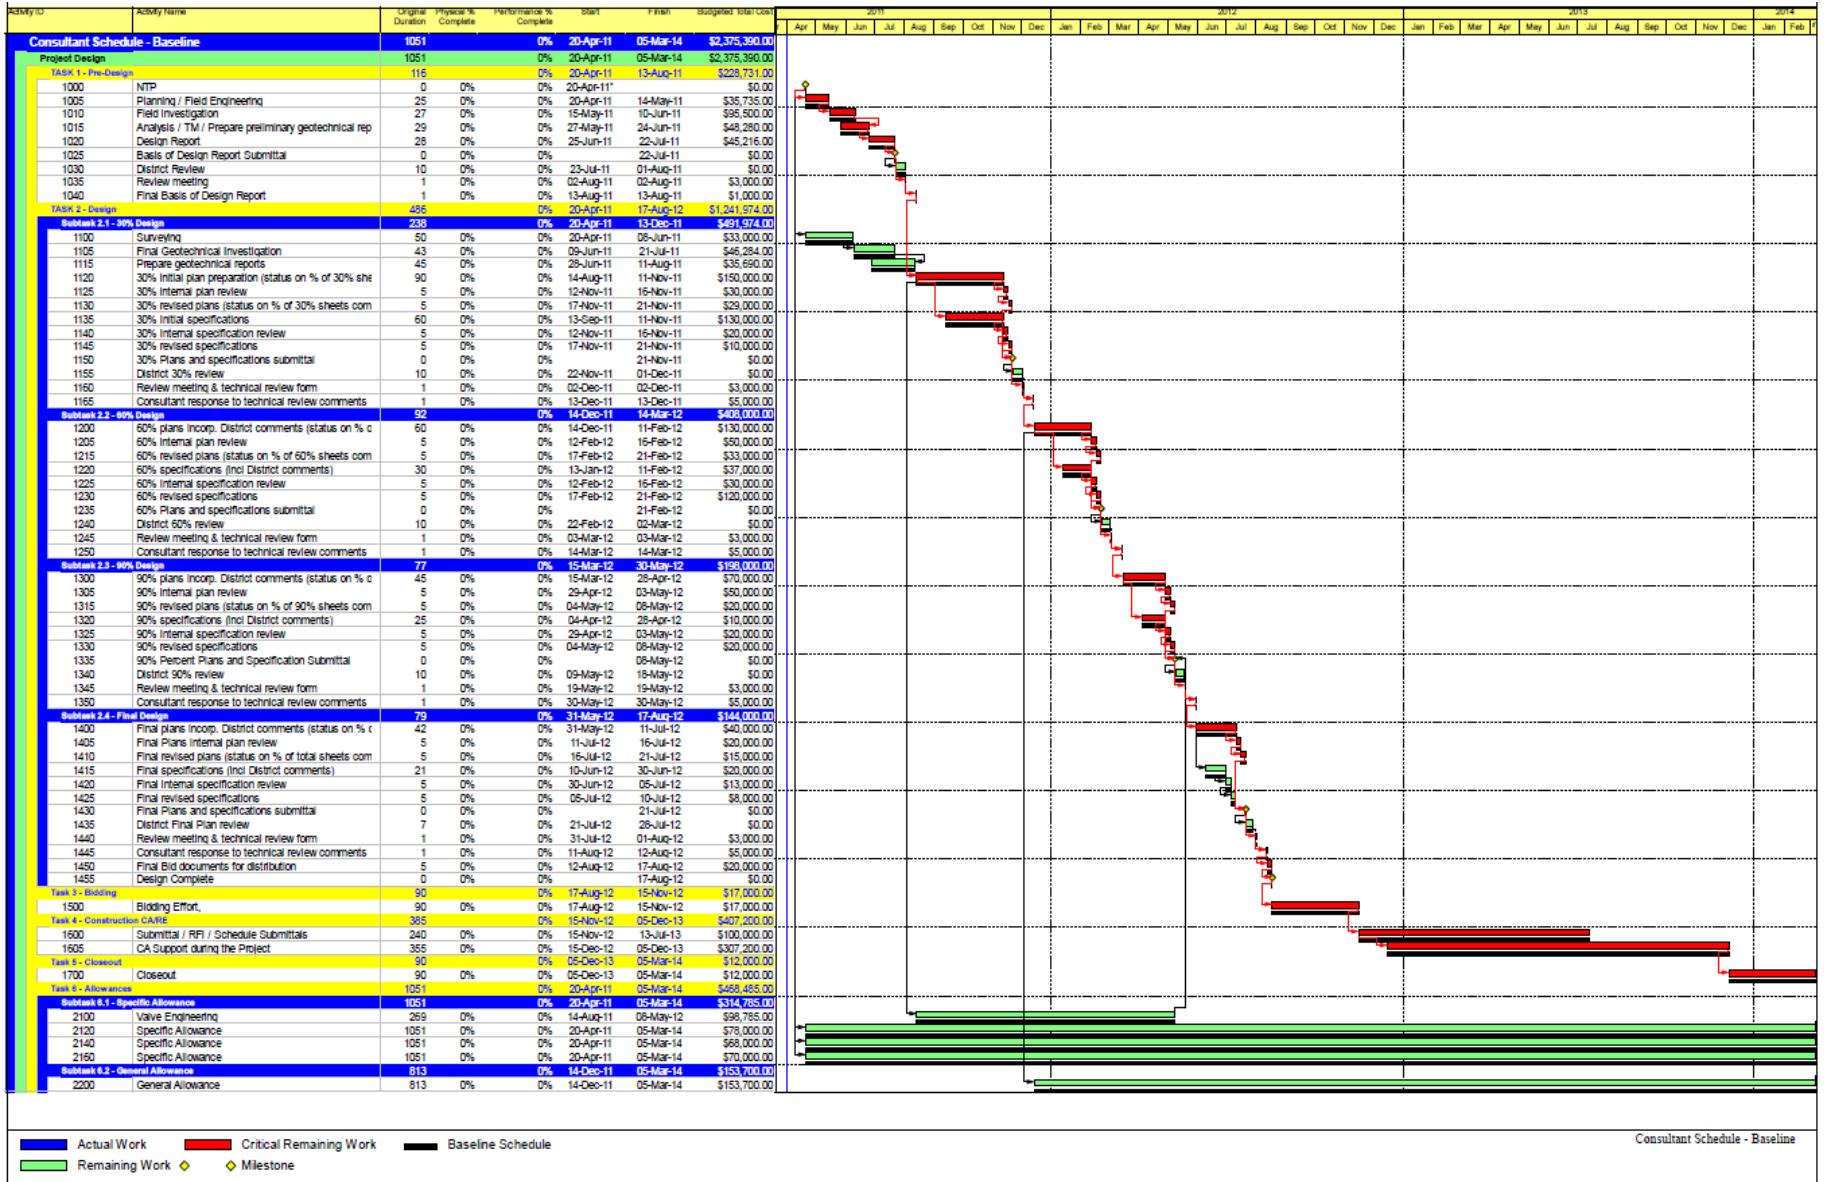 Activity ID Activity Name Original Duration Physical % Complete Performance % Complete Start Finish Budgeted Total Cost 2011 2012 2013 2014
Apr May Jun Jul Aug Sep Oct Nov Dec Jan Feb Mar Apr May Jun Jul Aug Sep Oct Nov Dec Jan Feb Mar Apr May Jun Jul Aug Sep Oct Nov Dec Jan Feb
Consultant Schedule - Baseline 1051 0% 20-Apr-11 05-Mar-14 $2,375,390.00
Project Design 1051 0% 20-Apr-11 05-Mar-14 $2,375,390.00
TASK 1 - Pre-Design 116 0% 20-Apr-11 13-Aug-11 $228,731.00
1000 NTP 0 0% 0% 20-Apr-11* $0.00
1005 Planning / Field Engineering 25 0% 0% 20-Apr-11 14-May-11 $35,735.00
1010 Field Investigation 27 0% 0% 15-May-11 10-Jun-11 $95,500.00
1015 Analysis / TM / Prepare preliminary geotechnical rep 29 0% 0% 27-May-11 24-Jun-11 $48,280.00
1020 Design Report 28 0% 0% 25-Jun-11 22-Jul-11 $45,216.00
1025 Basis of Design Report Submittal 0 0% 0% 22-Jul-11 $0.00
1030 District Review 10 0% 0% 23-Jul-11 01-Aug-11 $0.00
1035 Review meeting 1 0% 0% 02-Aug-11 02-Aug-11 $3,000.00
1040 Final Basis of Design Report 1 0% 0% 13-Aug-11 13-Aug-11 $1,000.00
TASK 2 - Design 486 0% 20-Apr-11 17-Aug-12 $1,241,974.00
Subtask 2.1 - 30% Design 238 0% 20-Apr-11 13-Dec-11 $491,974.00
1100 Surveying 50 0% 0% 20-Apr-11 08-Jun-11 $33,000.00
1105 Final Geotechnical Investigation 43 0% 0% 09-Jun-11 21-Jul-11 $46,284.00
1115 Prepare geotechnical reports 45 0% 0% 28-Jun-11 11-Aug-11 $35,690.00
1120 30% Initial plan preparation (status on % of 30% she 90 0% 0% 14-Aug-11 11-Nov-11 $150,000.00
1125 30% Internal plan review 5 0% 0% 12-Nov-11 16-Nov-11 $30,000.00
1130 30% revised plans (status on % of 30% sheets com 5 0% 0% 17-Nov-11 21-Nov-11 $29,000.00
1135 30% Initial specifications 60 0% 0% 13-Sep-11 11-Nov-11 $130,000.00
1140 30% Internal specification review 5 0% 0% 12-Nov-11 16-Nov-11 $20,000.00
1145 30% revised specifications 5 0% 0% 17-Nov-11 21-Nov-11 $10,000.00
1150 30% Plans and specifications submittal 0 0% 0% 21-Nov-11 $0.00
1155 District 30% review 10 0% 0% 22-Nov-11 01-Dec-11 $0.00
1160 Review meeting & technical review form 1 0% 0% 02-Dec-11 02-Dec-11 $3,000.00
1165 Consultant response to technical review comments 1 0% 0% 13-Dec-11 13-Dec-11 $5,000.00
Subtask 2.2 - 60% Design 92 0% 14-Dec-11 14-Mar-12 $408,000.00
1200 60% plans Incorp. District comments (status on % o 60 0% 0% 14-Dec-11 11-Feb-12 $130,000.00
1205 60% Internal plan review 5 0% 0% 12-Feb-12 16-Feb-12 $50,000.00
1215 60% revised plans (status on % of 60% sheets com 5 0% 0% 17-Feb-12 21-Feb-12 $33,000.00
1220 60% specifications (Incl District comments) 30 0% 0% 13-Jan-12 11-Feb-12 $37,000.00
1225 60% Internal specification review 5 0% 0% 12-Feb-12 16-Feb-12 $30,000.00
1230 60% revised specifications 5 0% 0% 17-Feb-12 21-Feb-12 $120,000.00
1235 60% Plans and specifications submittal 0 0% 0% 21-Feb-12 $0.00
1240 District 60% review 10 0% 0% 22-Feb-12 02-Mar-12 $0.00
1245 Review meeting & technical review form 1 0% 0% 03-Mar-12 03-Mar-12 $3,000.00
1250 Consultant response to technical review comments 1 0% 0% 14-Mar-12 14-Mar-12 $5,000.00
Subtask 2.3 - 90% Design 77 0% 15-Mar-12 30-May-12 $198,000.00
1300 90% plans Incorp. District comments (status on % o 45 0% 0% 15-Mar-12 28-Apr-12 $70,000.00
1305 90% Internal plan review 5 0% 0% 29-Apr-12 03-May-12 $50,000.00
1315 90% revised plans (status on % of 90% sheets com 5 0% 0% 04-May-12 08-May-12 $20,000.00
1320 90% specifications (Incl District comments) 25 0% 0% 04-Apr-12 28-Apr-12 $10,000.00
1325 90% Internal specification review 5 0% 0% 29-Apr-12 03-May-12 $20,000.00
1330 90% revised specifications 5 0% 0% 04-May-12 08-May-12 $20,000.00
1335 90% Percent Plans and Specification Submittal 0 0% 0% 08-May-12 $0.00
1340 District 90% review 10 0% 0% 09-May-12 18-May-12 $0.00
1345 Review meeting & technical review form 1 0% 0% 19-May-12 19-May-12 $3,000.00
1350 Consultant response to technical review comments 1 0% 0% 30-May-12 30-May-12 $5,000.00
Subtask 2.4 - Final Design 79 0% 31-May-12 17-Aug-12 $144,000.00
1400 Final plans Incorp. District comments (status on % c 42 0% 0% 31-May-12 11-Jul-12 $40,000.00
1405 Final Plans Internal plan review 5 0% 0% 11-Jul-12 16-Jul-12 $20,000.00
1410 Final revised plans (status on % of total sheets com 5 0% 0% 16-Jul-12 21-Jul-12 $15,000.00
1415 Final specifications (Incl District comments) 21 0% 0% 10-Jun-12 30-Jun-12 $20,000.00
1420 Final Internal specification review 5 0% 0% 30-Jun-12 05-Jul-12 $13,000.00
1425 Final revised specifications 5 0% 0% 05-Jul-12 10-Jul-12 $8,000.00
1430 Final Plans and specifications submittal 0 0% 0% 21-Jul-12 $0.00
1435 District Final Plan review 7 0% 0% 21-Jul-12 28-Jul-12 $0.00
1440 Review meeting & technical review form 1 0% 0% 31-Jul-12 01-Aug-12 $3,000.00
1445 Consultant response to technical review comments 1 0% 0% 11-Aug-12 12-Aug-12 $5,000.00
1450 Final Bid documents for distribution 5 0% 0% 12-Aug-12 17-Aug-12 $20,000.00
1455 Design Complete 0 0% 0% 17-Aug-12 $0.00
Task 3 - Bidding 90 0% 17-Aug-12 15-Nov-12 $17,000.00
1500 Bidding Effort, 90 0% 0% 17-Aug-12 15-Nov-12 $17,000.00
Task 4 - Construction CA/RE 385 0% 15-Nov-12 05-Dec-13 $407,200.00
1600 Submittal / RFI / Schedule Submittals 240 0% 0% 15-Nov-12 13-Jul-13 $100,000.00
1605 CA Support during the Project 355 0% 0% 15-Dec-12 05-Dec-13 $307,200.00
Task 5 - Closeout 90 0% 05-Dec-13 05-Mar-14 $12,000.00
1700 Closeout 90 0% 0% 05-Dec-13 05-Mar-14 $12,000.00
Task 6 - Allowances 1051 0% 20-Apr-11 05-Mar-14 $468,485.00
Subtask 6.1 - Specific Allowance 1051 0% 20-Apr-11 05-Mar-14 $314,785.00
2100 Valve Engineering 269 0% 0% 14-Aug-11 08-May-12 $98,785.00
2120 Specific Allowance 1051 0% 0% 20-Apr-11 05-Mar-14 $78,000.00
2140 Specific Allowance 1051 0% 0% 20-Apr-11 05-Mar-14 $68,000.00
2160 Specific Allowance 1051 0% 0% 20-Apr-11 05-Mar-14 $70,000.00
Subtask 6.2 - General Allowance 813 0% 14-Dec-11 05-Mar-14 $153,700.00
2200 General Allowance 813 0% 0% 14-Dec-11 05-Mar-14 $153,700.00
Actual Work Critical Remaining Work Baseline Schedule
Remaining Work Milestone
Consultant Schedule - Baseline